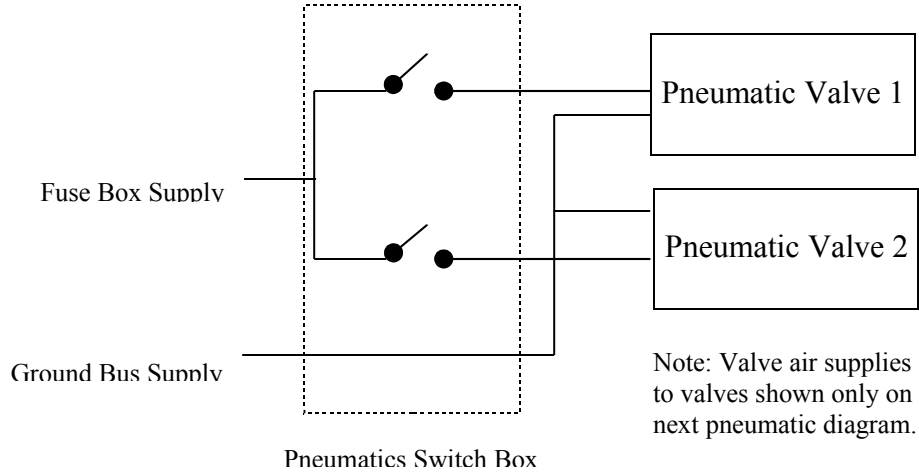 Pneumatic Valve 1
Fuse Box Supply
Pneumatic Valve 2
Ground Bus Supply
Note: Valve air supplies
to valves shown only on
next pneumatic diagram.
Pneumatics Switch Box